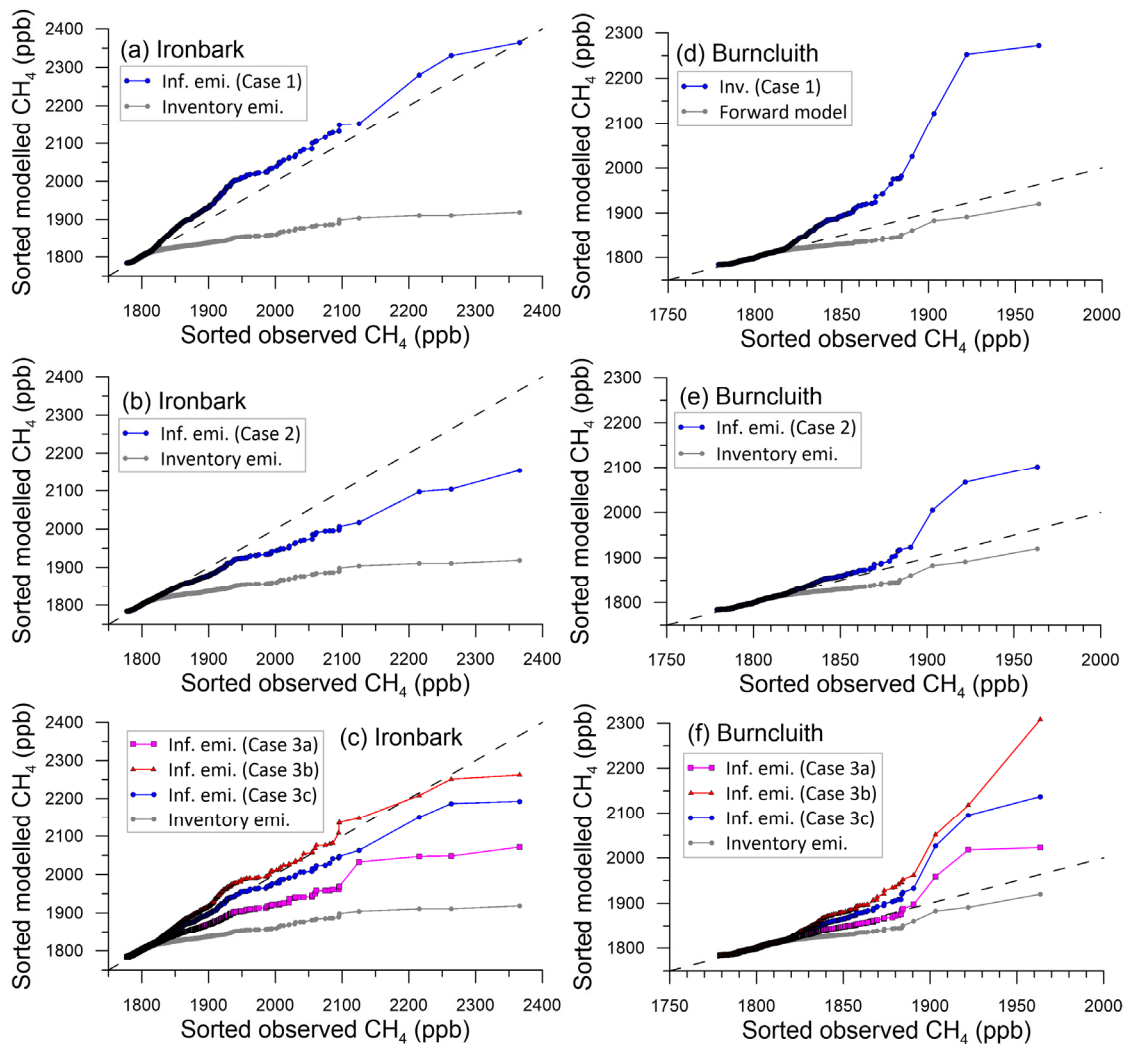 (a) Ironbark
Inf. emi. (Case 1)
Inventory emi.
Sorted modelled CH₄ (ppb)
2400
2300
2200
2100
2000
1900
1800
1800 1900 2000 2100 2200 2300 2400
Sorted observed CH₄ (ppb)
(d) Burncluith
Inv. (Case 1)
Forward model
Sorted modelled CH₄ (ppb)
2300
2200
2100
2000
1900
1800
1750 1800 1850 1900 1950 2000
Sorted observed CH₄ (ppb)
(b) Ironbark
Inf. emi. (Case 2)
Inventory emi.
Sorted modelled CH₄ (ppb)
2400
2300
2200
2100
2000
1900
1800
1800 1900 2000 2100 2200 2300 2400
Sorted observed CH₄ (ppb)
(e) Burncluith
Inf. emi. (Case 2)
Inventory emi.
Sorted modelled CH₄ (ppb)
2300
2200
2100
2000
1900
1800
1750 1800 1850 1900 1950 2000
Sorted observed CH₄ (ppb)
(c) Ironbark
Inf. emi. (Case 3a)
Inf. emi. (Case 3b)
Inf. emi. (Case 3c)
Inventory emi.
Sorted modelled CH₄ (ppb)
2400
2300
2200
2100
2000
1900
1800
1800 1900 2000 2100 2200 2300 2400
Sorted observed CH₄ (ppb)
(f) Burncluith
Inf. emi. (Case 3a)
Inf. emi. (Case 3b)
Inf. emi. (Case 3c)
Inventory emi.
Sorted modelled CH₄ (ppb)
2300
2200
2100
2000
1900
1800
1750 1800 1850 1900 1950 2000
Sorted observed CH₄ (ppb)